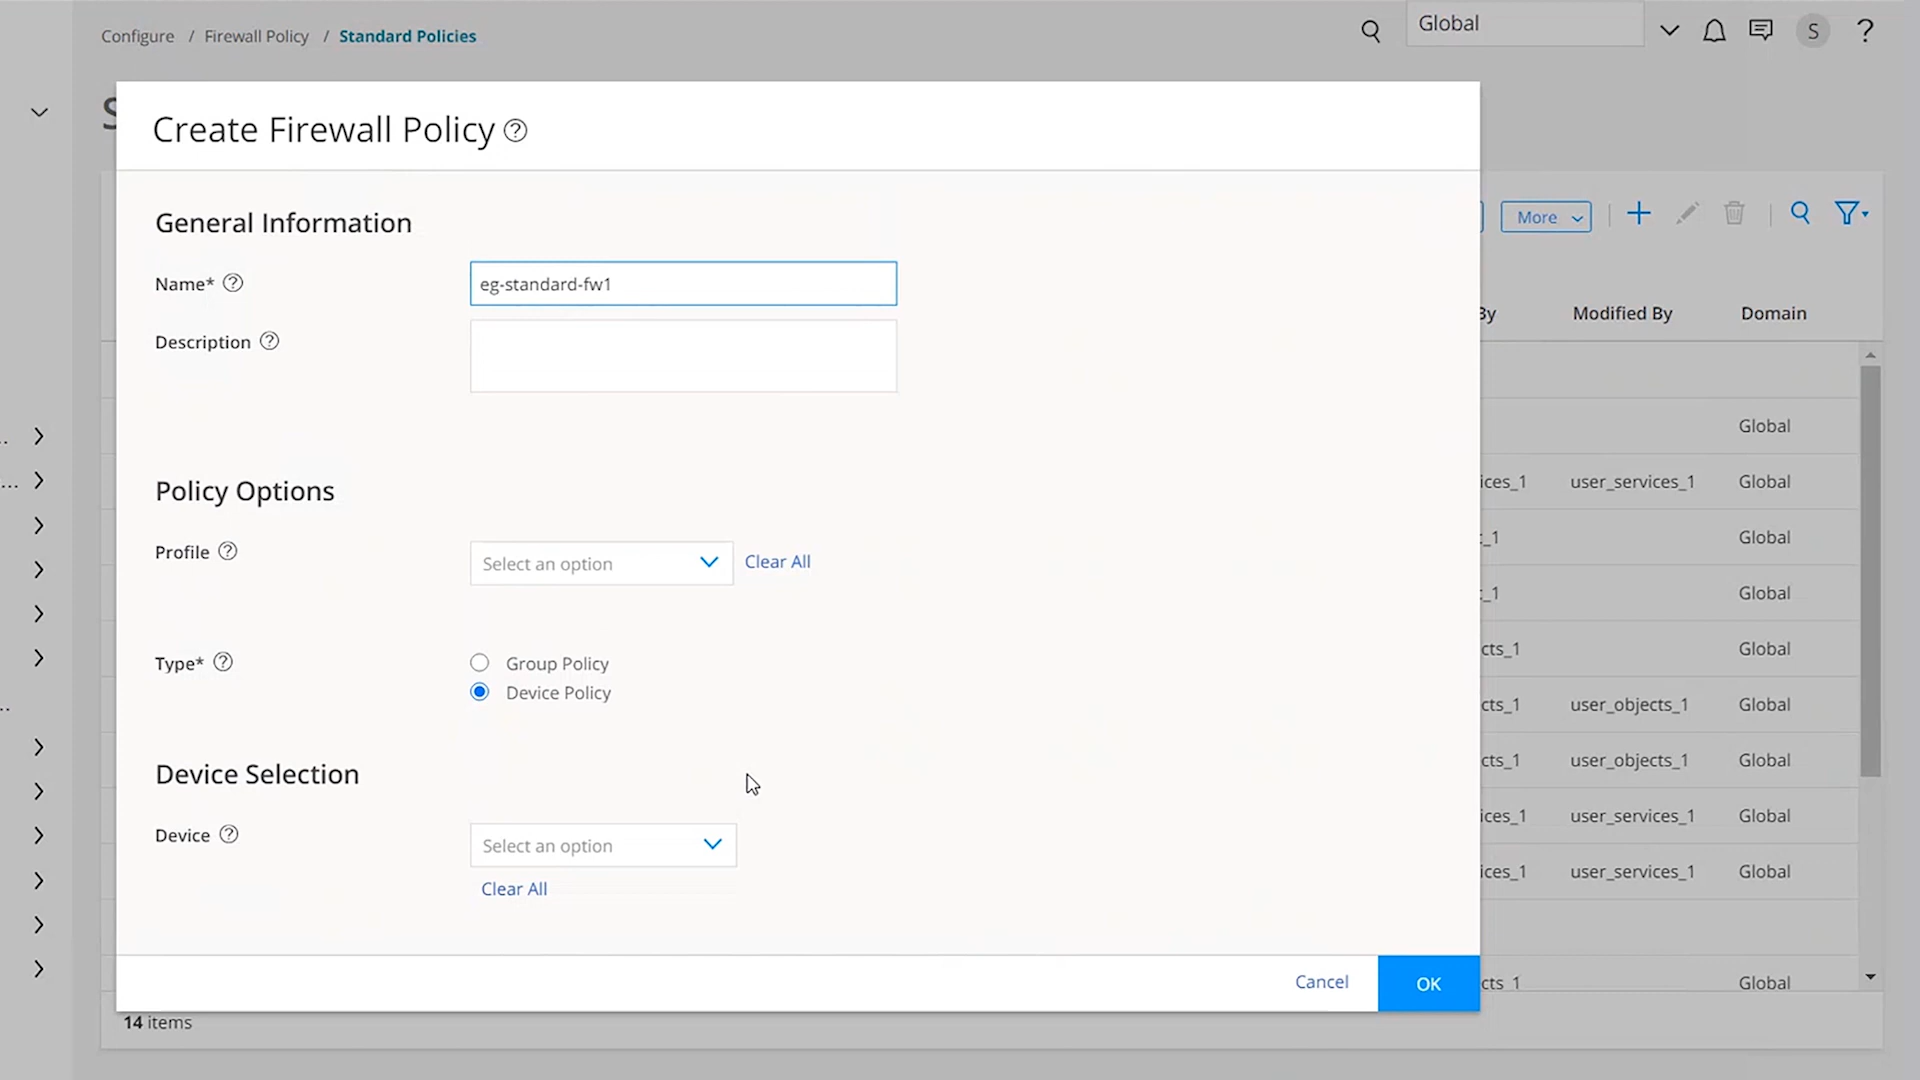 Configure / Firewall Policy / Standard Policies
Global
S
?
Create Firewall Policy ?
General Information
More
Name* ?
eg-standard-fw1
By
Modified By
Domain
Description ?
Global
ices_1
user_services_1
Global
Policy Options
_1
Global
Profile ?
Select an option
Clear All
_1
Global
cts_1
Global
Type* ?
Group Policy
Device Policy
cts_1
user_objects_1
Global
cts_1
user_objects_1
Global
Device Selection
ices_1
user_services_1
Global
Device ?
Select an option
ices_1
user_services_1
Global
Clear All
Cancel
OK
cts_1
Global
14 items